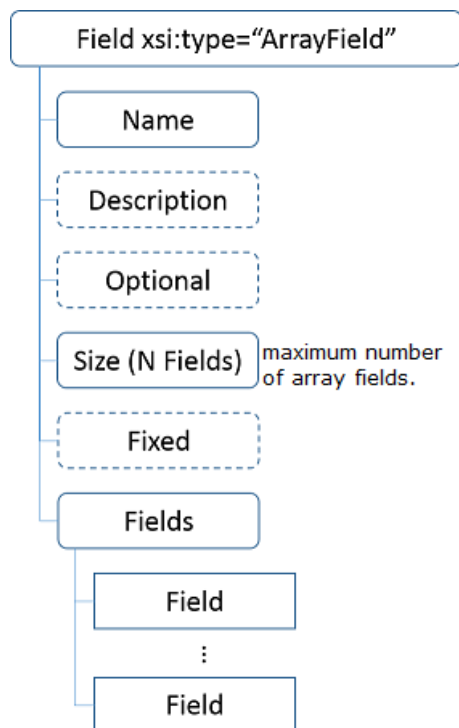 Field xsi:type=“ArrayField”
Name
Description
Optional
Size (N Fields)
maximum number
of array fields.
Fixed
Fields
Field
⋮
Field